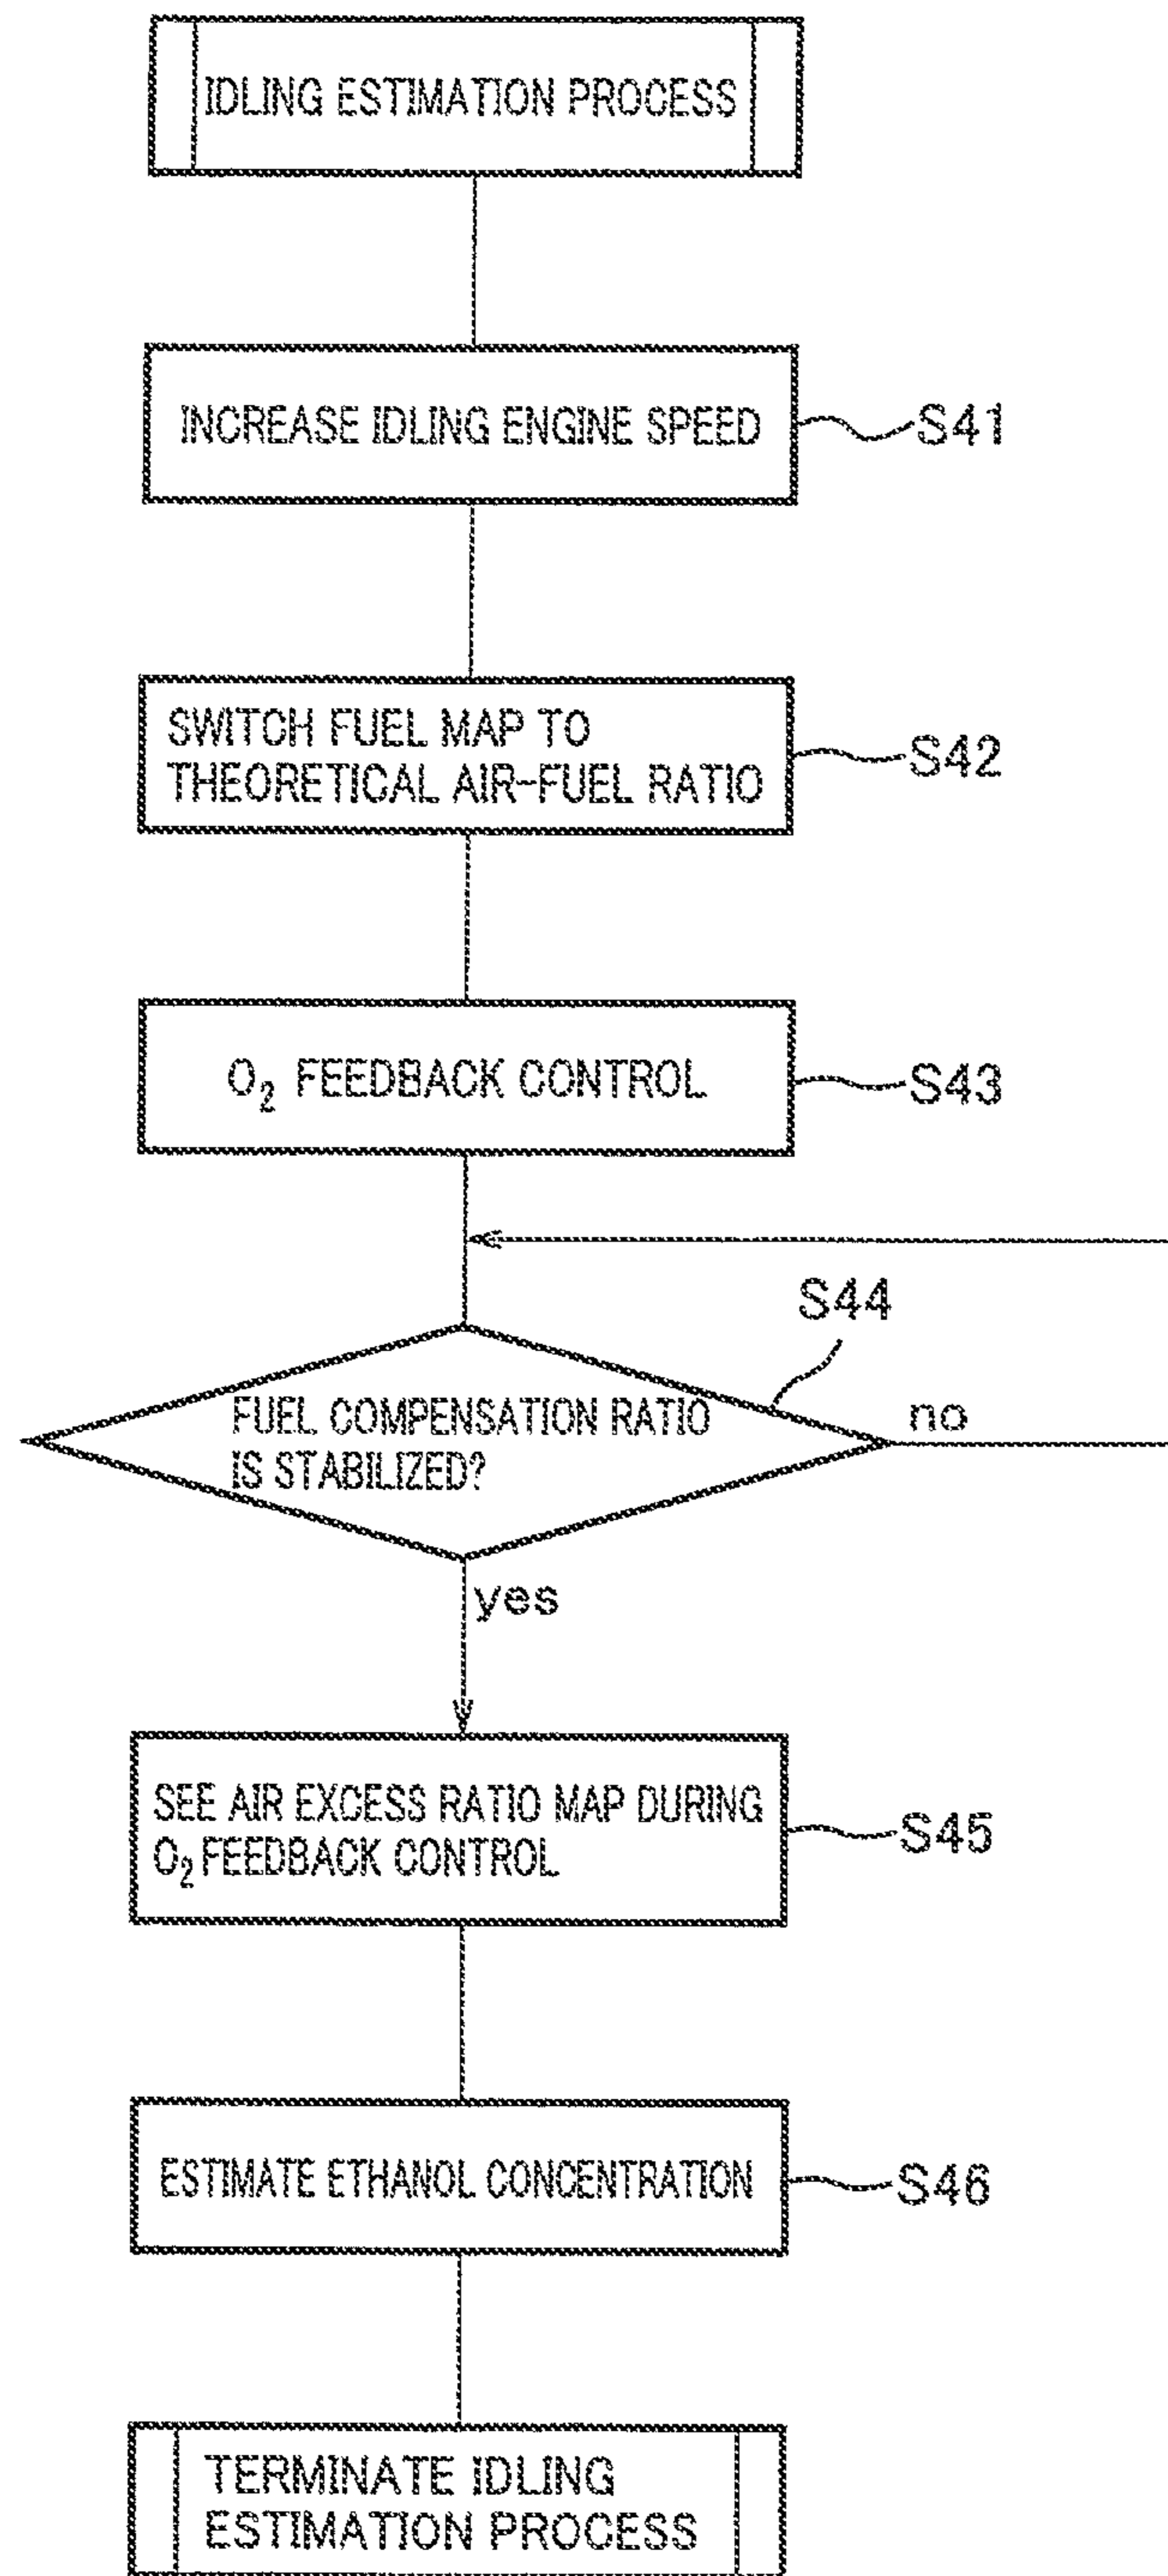 IDLING ESTIMATION PROCESS
INCREASE IDLING ENGINE SPEED
S41
SWITCH FUEL MAP TO
THEORETICAL AIR-FUEL RATIO
S42
O₂ FEEDBACK CONTROL
S43
S44
FUEL COMPENSATION RATIO
IS STABILIZED?
no
yes
SEE AIR EXCESS RATIO MAP DURING
O₂ FEEDBACK CONTROL
S45
ESTIMATE ETHANOL CONCENTRATION
S46
TERMINATE IDLING
ESTIMATION PROCESS